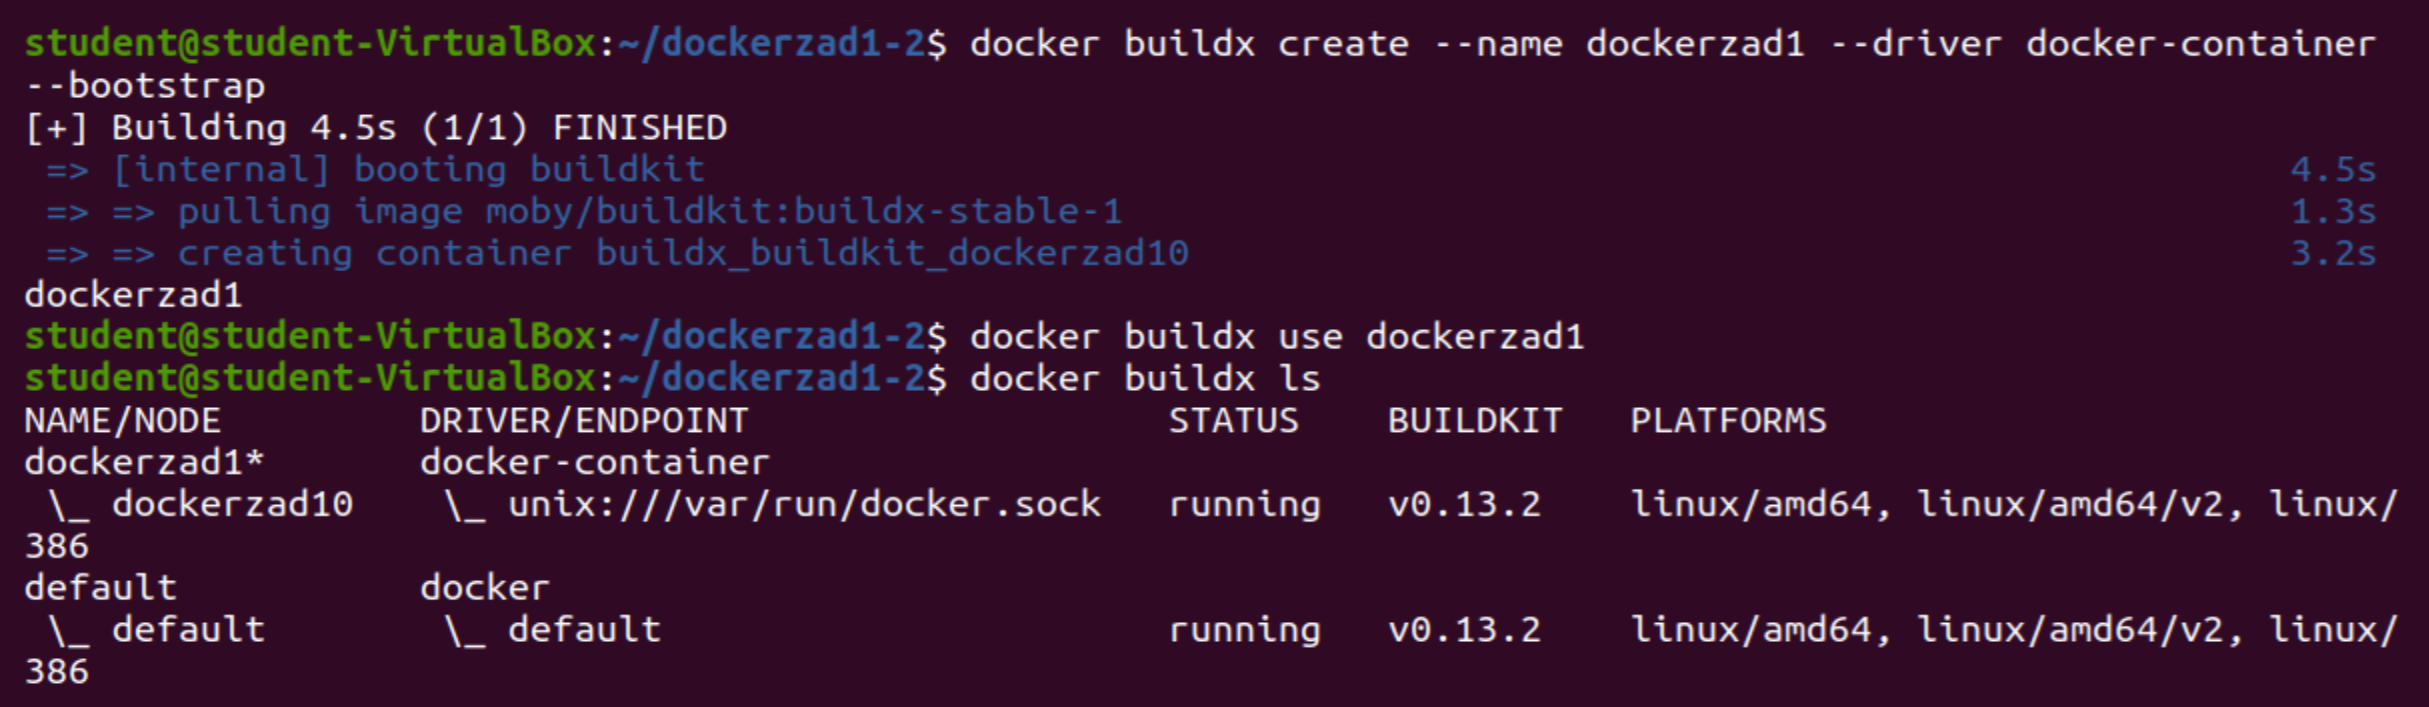 student@student-VirtualBox:~/dockerzad1-2$ docker buildx create --name dockerzad1 --driver docker-container
--bootstrap
[+] Building 4.5s (1/1) FINISHED
 => [internal] booting buildkit 4.5s
 => => pulling image moby/buildkit:buildx-stable-1 1.3s
 => => creating container buildx_buildkit_dockerzad10 3.2s
dockerzad1
student@student-VirtualBox:~/dockerzad1-2$ docker buildx use dockerzad1
student@student-VirtualBox:~/dockerzad1-2$ docker buildx ls
NAME/NODE DRIVER/ENDPOINT STATUS BUILDKIT PLATFORMS
dockerzad1* docker-container
 \_ dockerzad10 \_ unix:///var/run/docker.sock running v0.13.2 linux/amd64, linux/amd64/v2, linux/
386
default docker
 \_ default \_ default running v0.13.2 linux/amd64, linux/amd64/v2, linux/
386